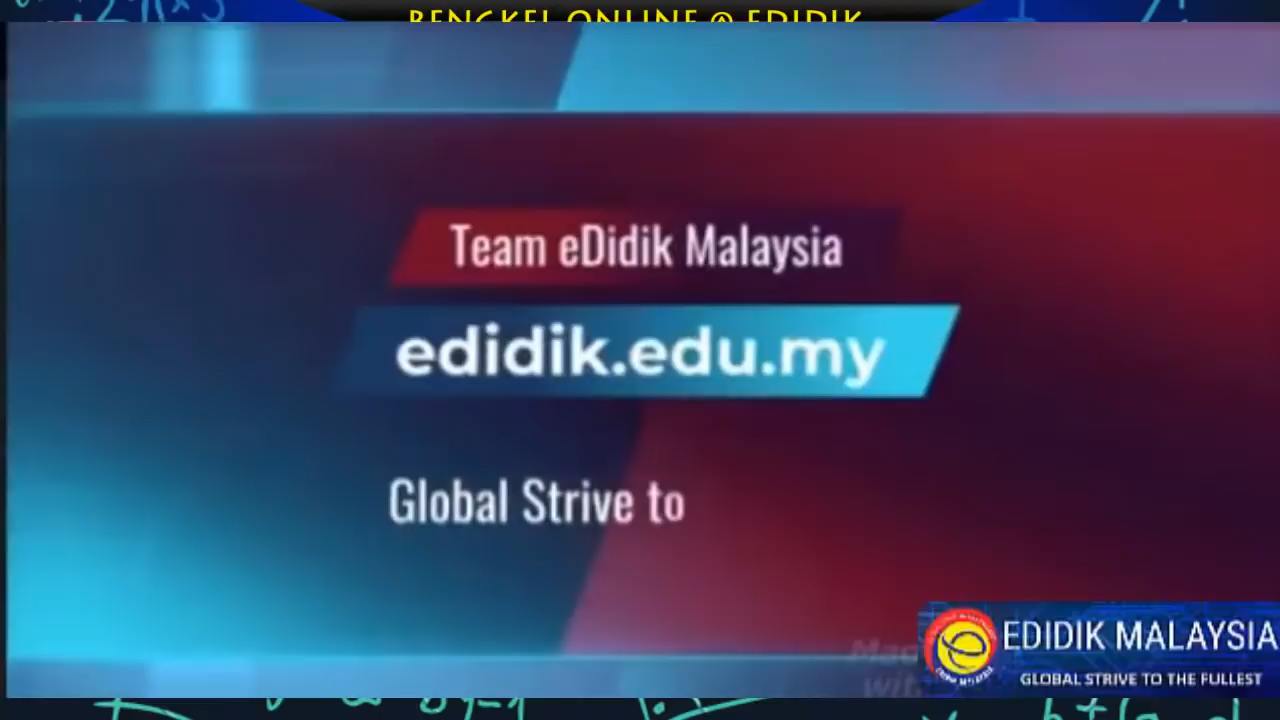 BENGKEL ONLINE @ EDIDIK
Team eDidik Malaysia
edidik.edu.my
Global Strive to
EDIDIK MALAYSIA
GLOBAL STRIVE TO THE FULLEST